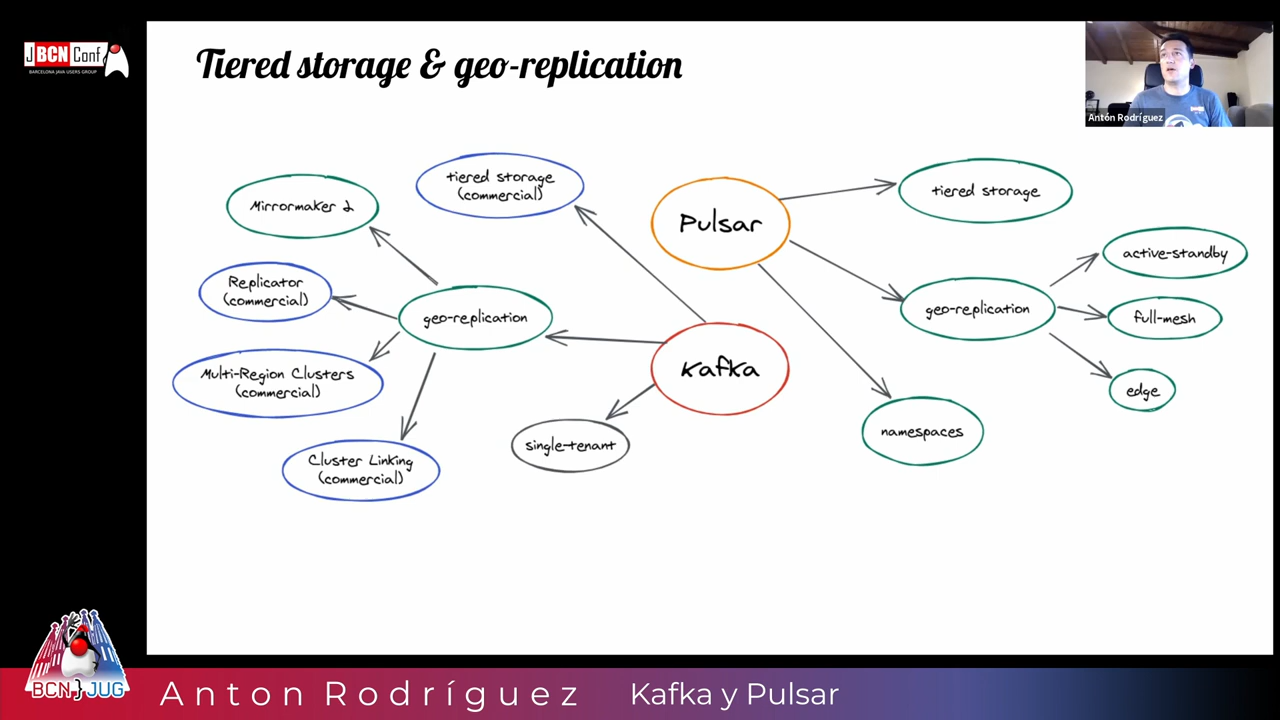 JBCNConf
BARCELONA JAVA USERS GROUP
Tiered storage & geo-replication
Antón Rodríguez
Mirrormaker 2
tiered storage
(commercial)
Pulsar
tiered storage
active-standby
Replicator
(commercial)
geo-replication
geo-replication
full-mesh
Multi-Region Clusters
(commercial)
Kafka
edge
single-tenant
namespaces
Cluster Linking
(commercial)
BCN JUG
Anton Rodríguez
Kafka y Pulsar